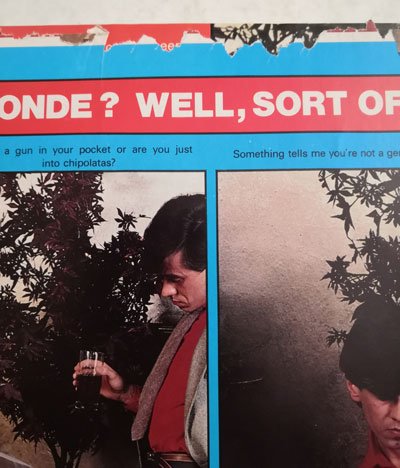 ONDE? WELL, SORT OF
a gun in your pocket or are you just
into chipolatas?
Something tells me you're not a ge